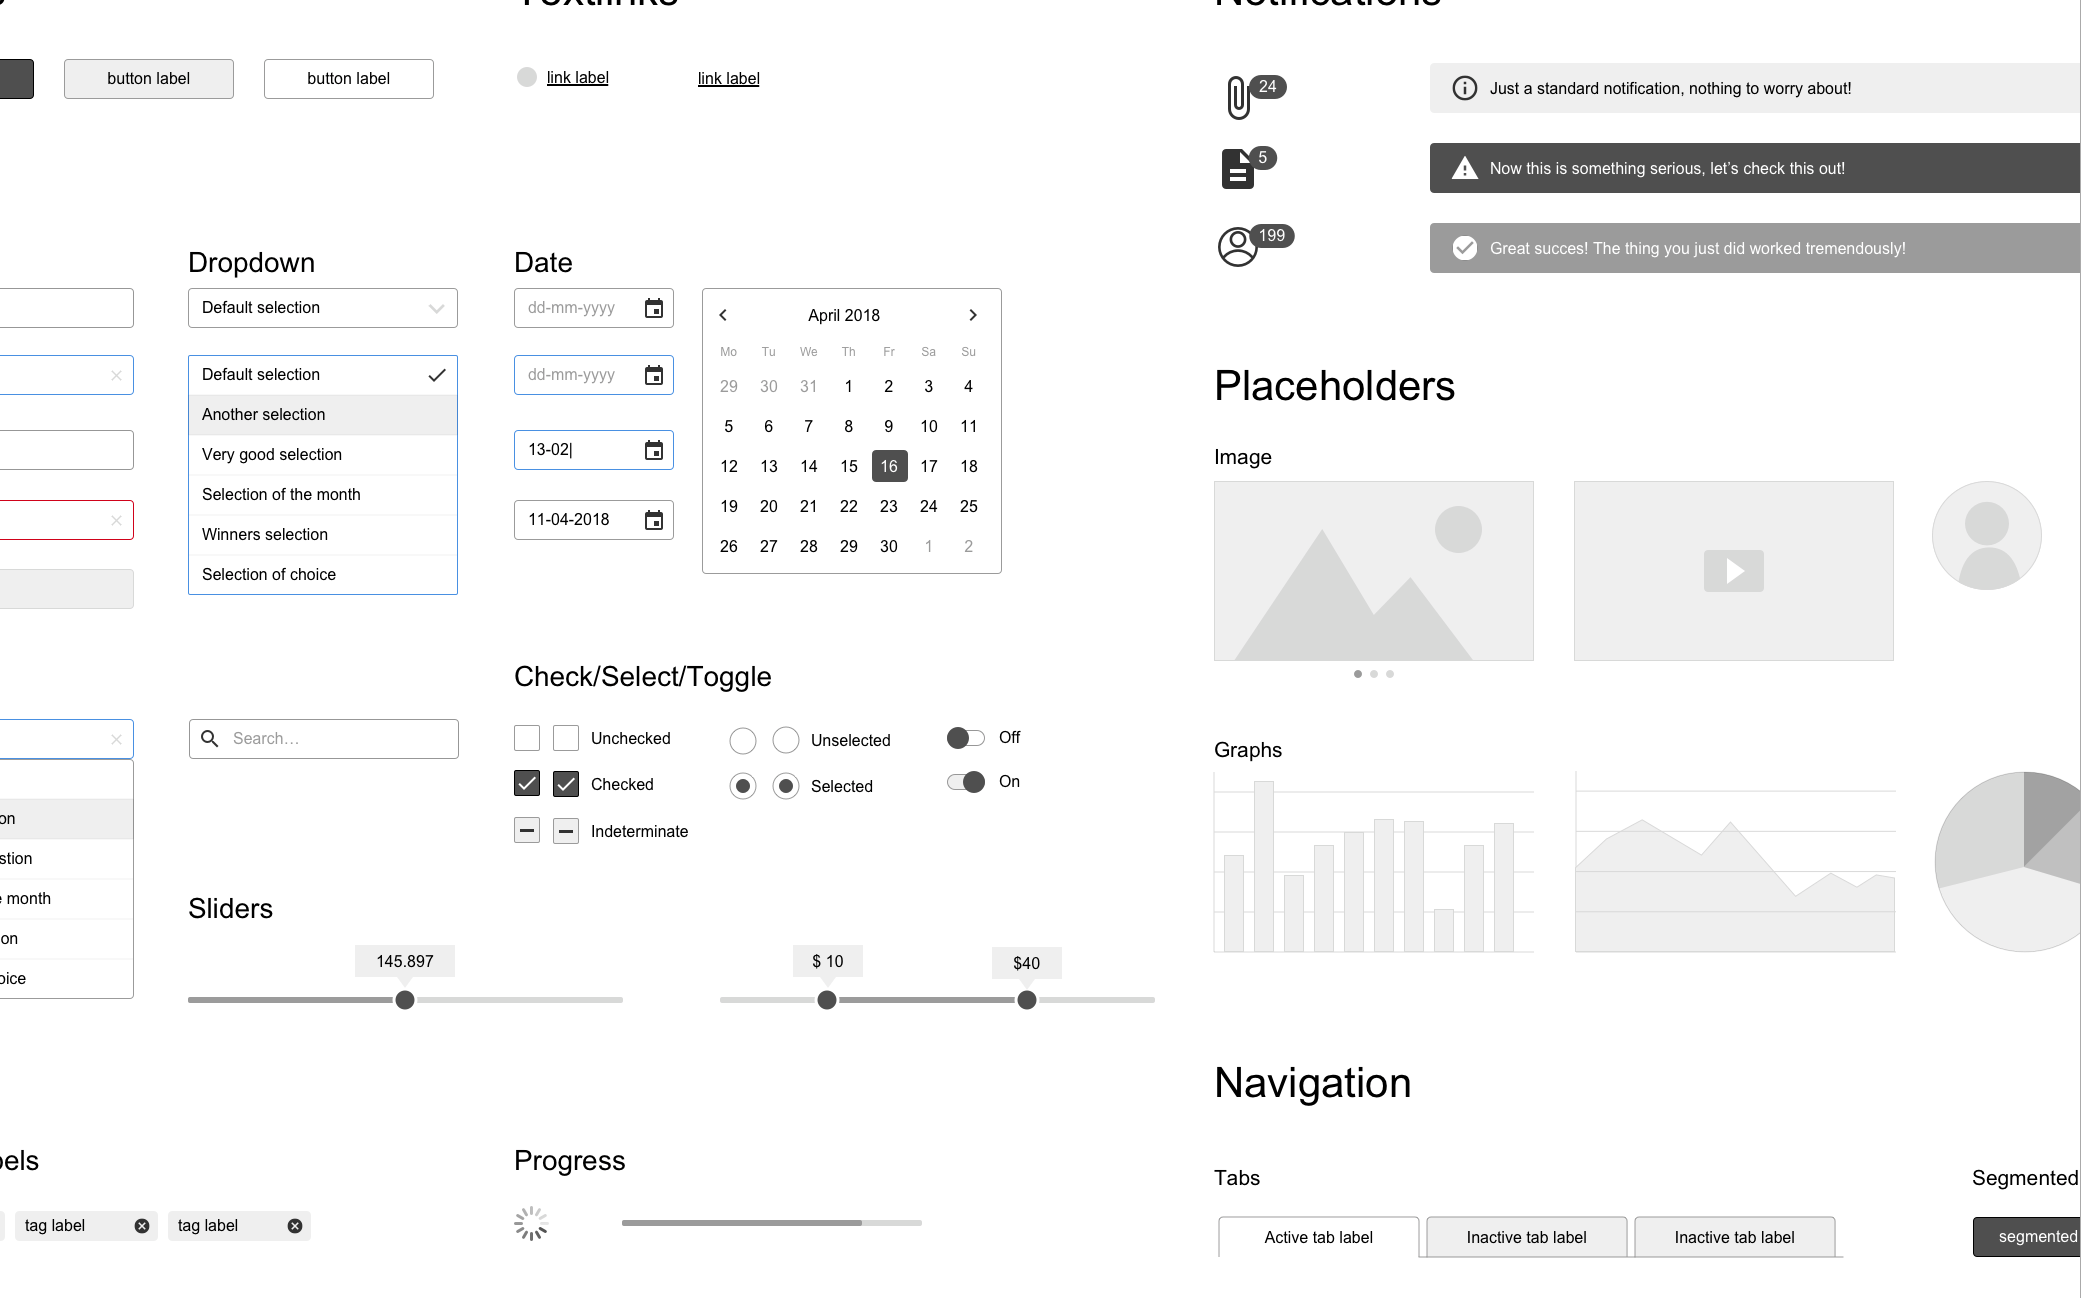 Textlinks
Notifications
button label
button label
link label
link label
24
Just a standard notification, nothing to worry about!
5
Now this is something serious, let's check this out!
199
Great succes! The thing you just did worked tremendously!
Dropdown
Default selection
Default selection
Another selection
Very good selection
Selection of the month
Winners selection
Selection of choice
Date
dd-mm-yyyy
dd-mm-yyyy
13-02|
11-04-2018
April 2018
Mo Tu We Th Fr Sa Su
29 30 31 1 2 3 4
5 6 7 8 9 10 11
12 13 14 15 16 17 18
19 20 21 22 23 24 25
26 27 28 29 30 1 2
Placeholders
Image
Graphs
Check/Select/Toggle
Unchecked
Checked
Indeterminate
Unselected
Selected
Off
On
Search...
on
stion
month
on
oice
Sliders
145.897
$ 10
$40
Navigation
els
tag label
tag label
Progress
Tabs
Active tab label
Inactive tab label
Inactive tab label
Segmented
segmented